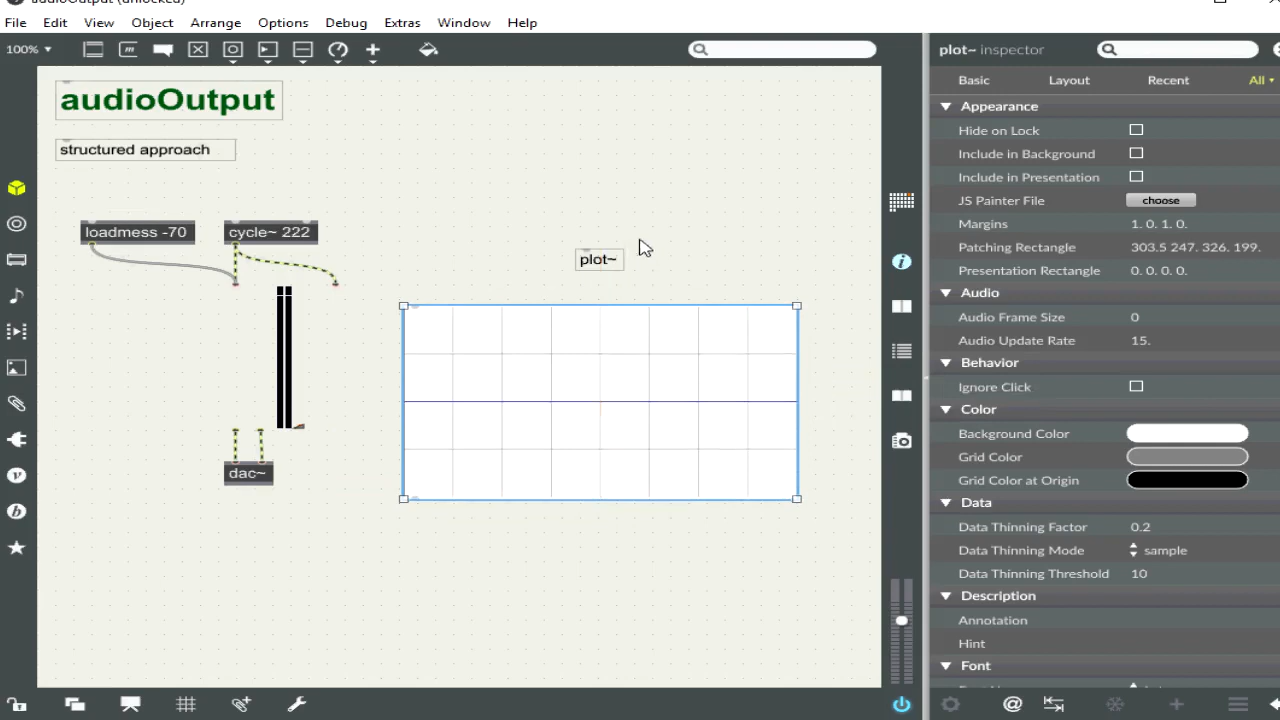 audioOutput (unlocked)
File Edit View Object Arrange Options Debug Extras Window Help
100%
m
audioOutput
structured approach
loadmess -70
cycle~ 222
plot~
dac~
plot~ inspector
Basic Layout Recent All
Appearance
Hide on Lock
Include in Background
Include in Presentation
JS Painter File choose
Margins 1. 0. 1. 0.
Patching Rectangle 303.5 247. 326. 199.
Presentation Rectangle 0. 0. 0. 0.
Audio
Audio Frame Size 0
Audio Update Rate 15.
Behavior
Ignore Click
Color
Background Color
Grid Color
Grid Color at Origin
Data
Data Thinning Factor 0.2
Data Thinning Mode sample
Data Thinning Threshold 10
Description
Annotation
Hint
Font